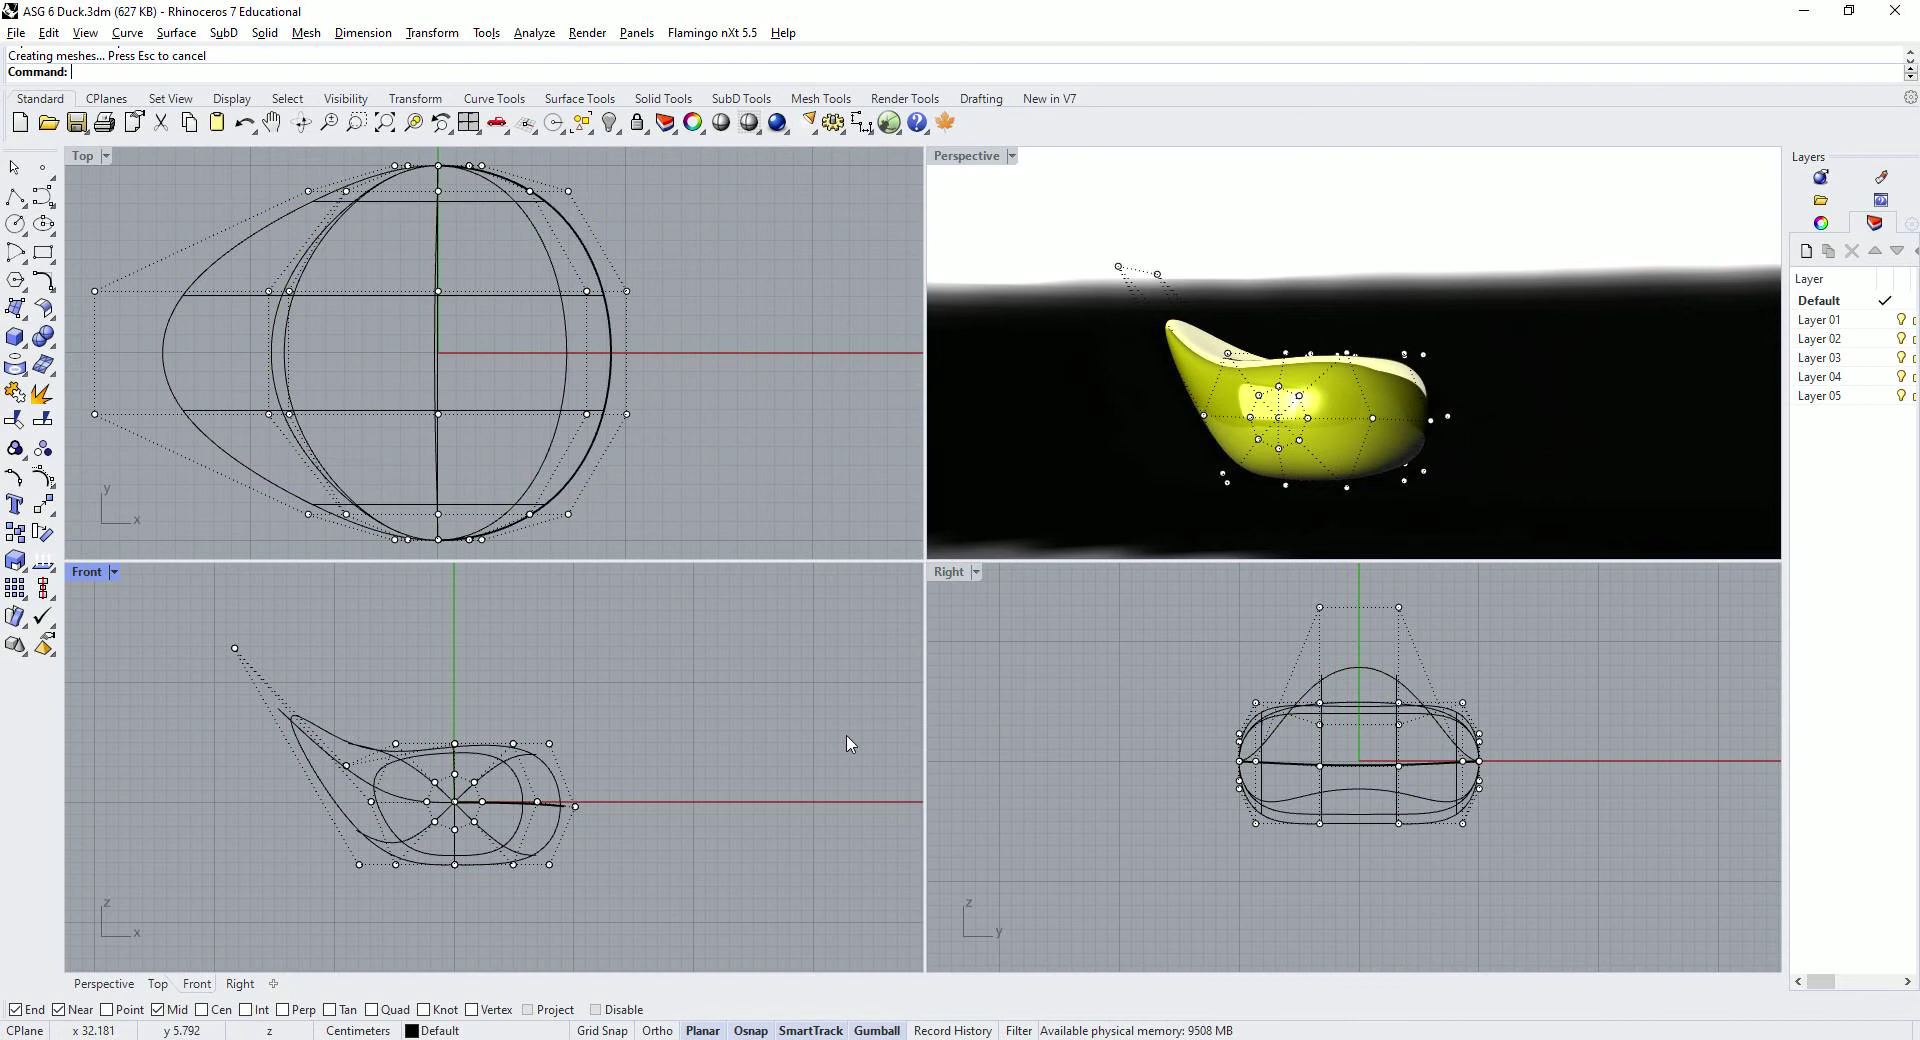 ASG 6 Duck.3dm (627 KB) - Rhinoceros 7 Educational
File Edit View Curve Surface SubD Solid Mesh Dimension Transform Tools Analyze Render Panels Flamingo nXt 5.5 Help
Creating meshes... Press Esc to cancel
Command:
Standard CPlanes Set View Display Select Visibility Transform Curve Tools Surface Tools Solid Tools SubD Tools Mesh Tools Render Tools Drafting New in V7
Top
Perspective
Layers
Layer
Default
Layer 01
Layer 02
Layer 03
Layer 04
Layer 05
y
x
Front
Right
z
x
z
y
Perspective Top Front Right
End Near Point Mid Cen Int Perp Tan Quad Knot Vertex Project Disable
CPlane x 32.181 y 5.792 z Centimeters Default Grid Snap Ortho Planar Osnap SmartTrack Gumball Record History Filter Available physical memory: 9508 MB